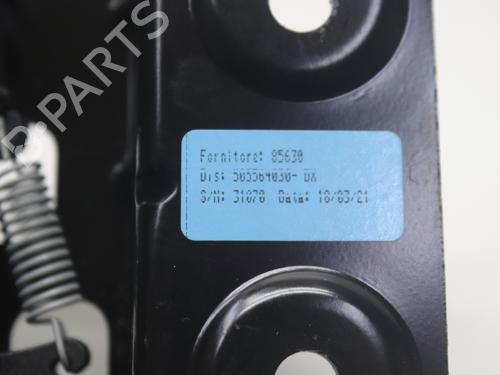 B PARTS
Fornitore: 85630
Dis: 505564030- DX
S/N: 31070 Data: 18/03/21